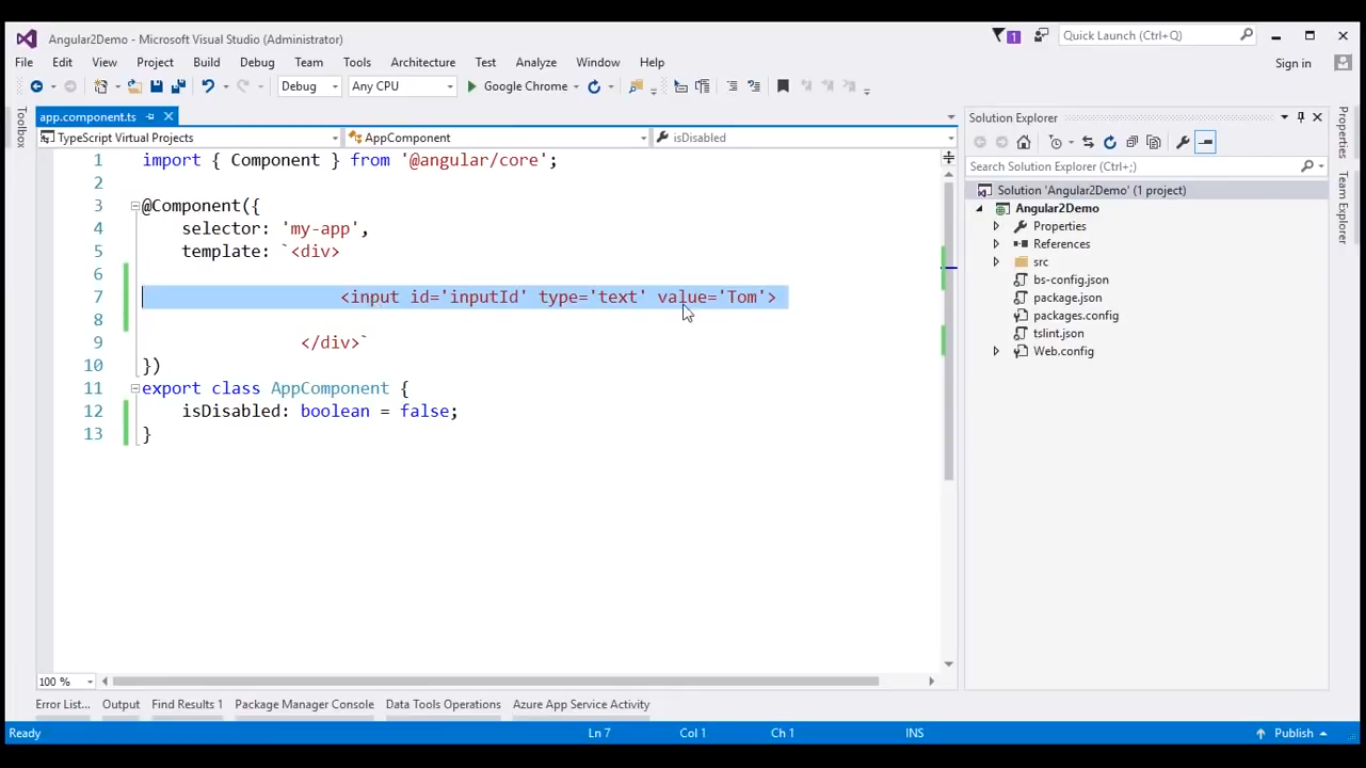 Angular2Demo - Microsoft Visual Studio (Administrator)
1
Quick Launch (Ctrl+Q)
File Edit View Project Build Debug Team Tools Architecture Test Analyze Window Help
Sign in
Debug Any CPU Google Chrome
Toolbox
app.component.ts
TypeScript Virtual Projects AppComponent isDisabled
1 import { Component } from '@angular/core';
2
3 @Component({
4 selector: 'my-app',
5 template: `<div>
6
7 <input id='inputId' type='text' value='Tom'>
8
9 </div>`
10 })
11 export class AppComponent {
12 isDisabled: boolean = false;
13 }
100 %
Solution Explorer
Search Solution Explorer (Ctrl+;)
Solution 'Angular2Demo' (1 project)
Angular2Demo
Properties
References
src
bs-config.json
package.json
packages.config
tslint.json
Web.config
Properties
Team Explorer
Error List... Output Find Results 1 Package Manager Console Data Tools Operations Azure App Service Activity
Ready Ln 7 Col 1 Ch 1 INS Publish